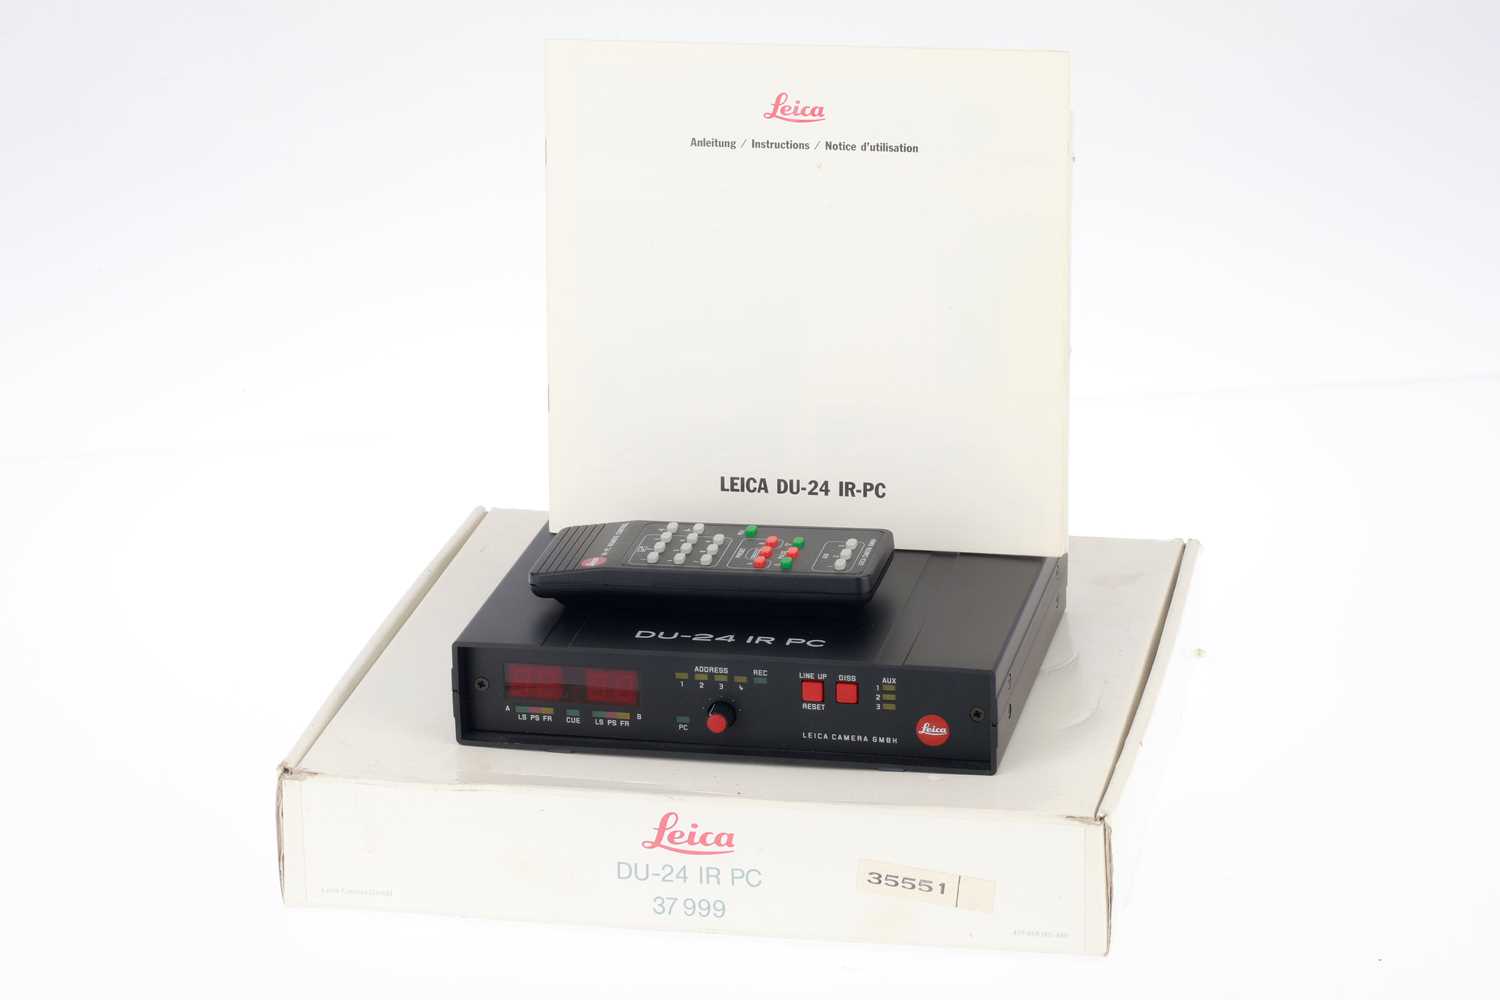 Leica
Anleitung / Instructions / Notice d'utilisation
LEICA DU-24 IR-PC
Leica
DU-24 IR PC
ADDRESS
REC
1 2 3 4
LINE UP
DISS
RESET
AUX
1
2
3
A
LS PS FR
CUE
LS PS FR
B
PC
LEICA CAMERA GMBH
Leica
Leica
DU-24 IR PC
37 999
35551